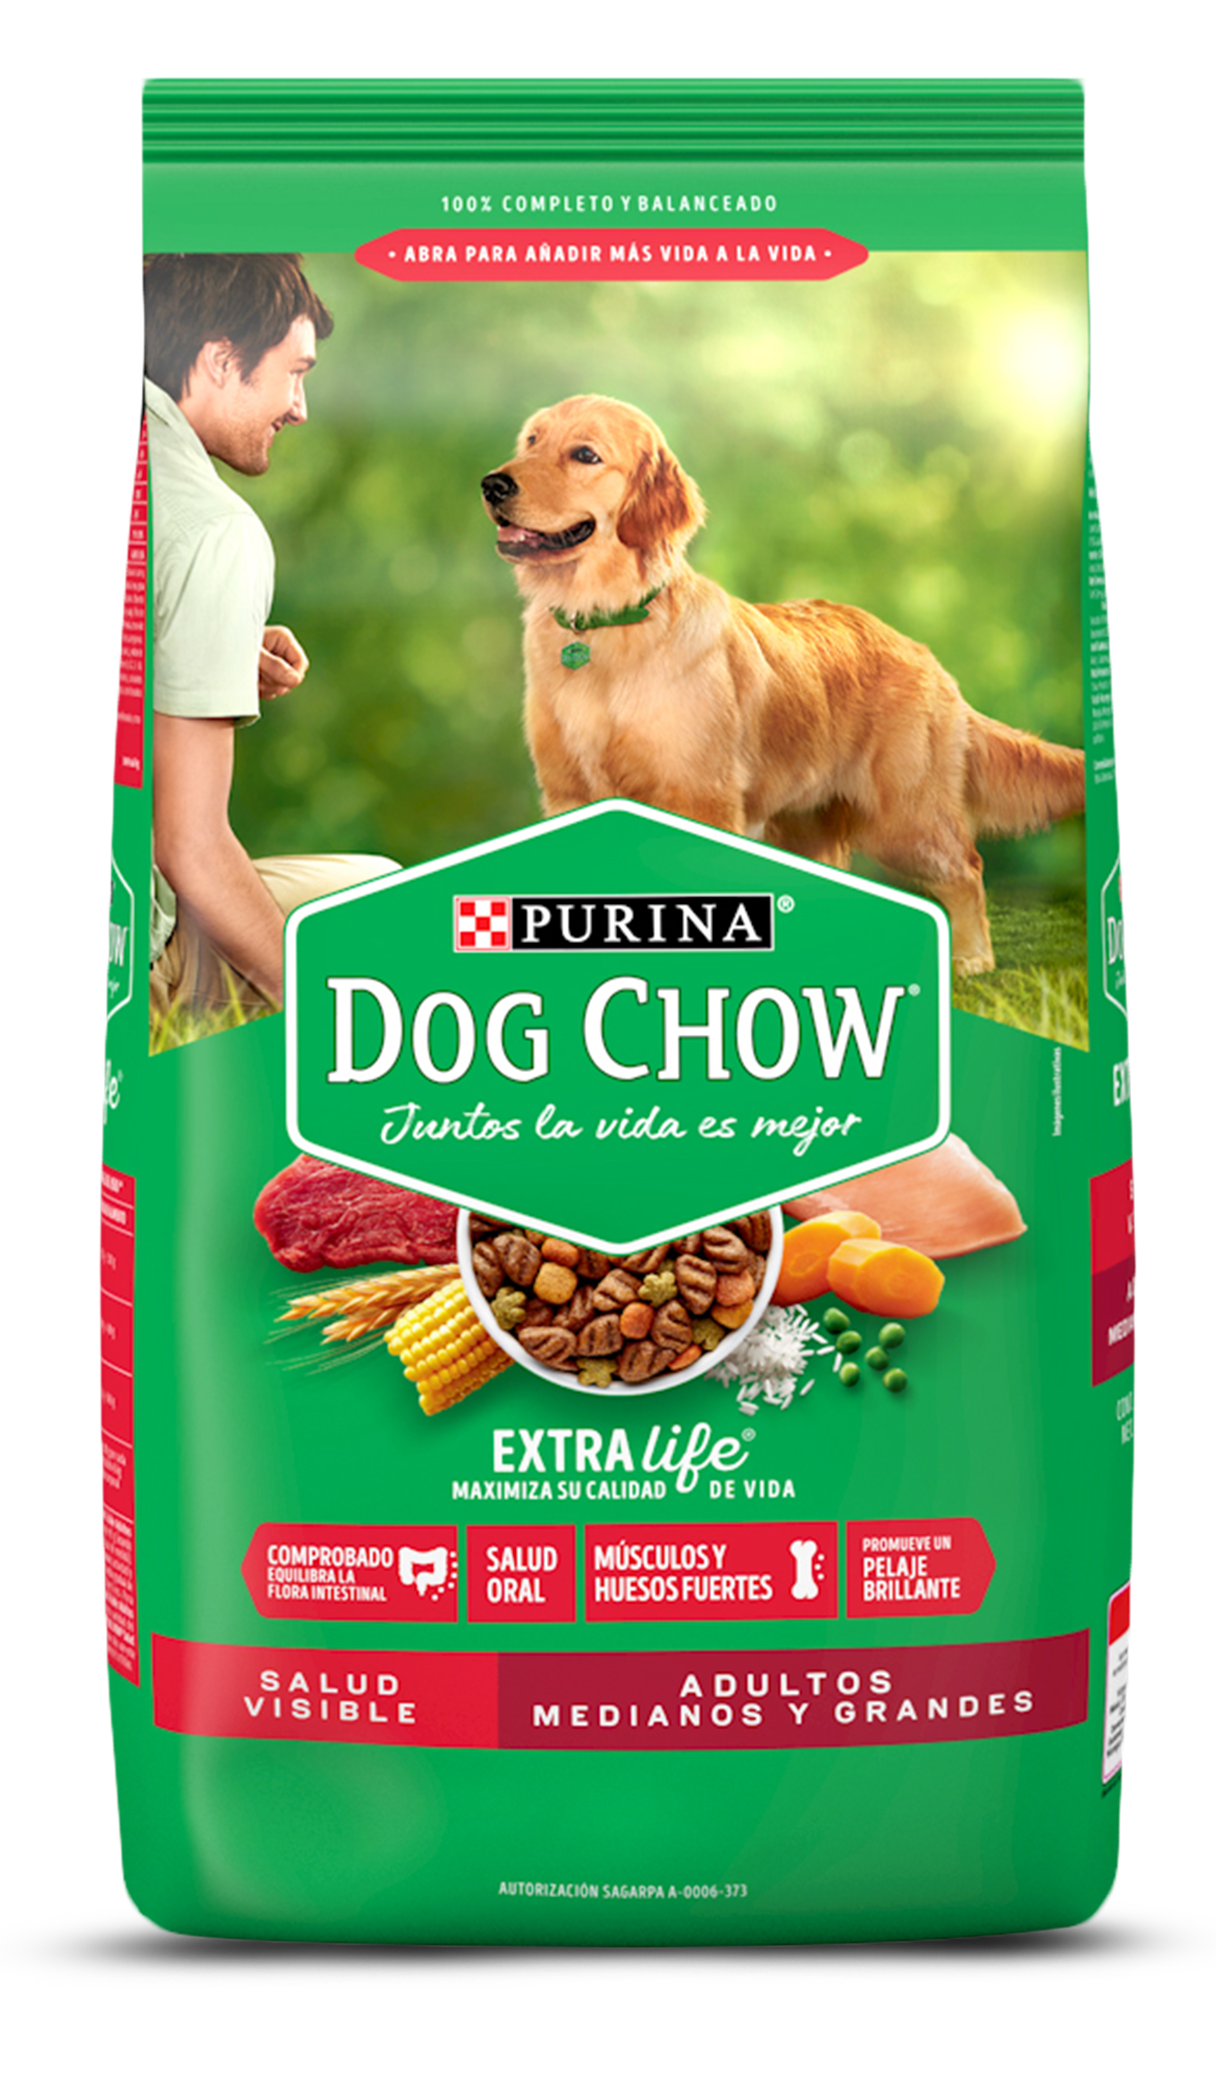 100% COMPLETO Y BALANCEADO
• ABRA PARA AÑADIR MÁS VIDA A LA VIDA •
PURINA®
DOG CHOW®
Juntos la vida es mejor
Imágenes ilustrativas
EXTRA life®
MAXIMIZA SU CALIDAD DE VIDA
COMPROBADO
EQUILIBRA LA
FLORA INTESTINAL
SALUD
ORAL
MÚSCULOS Y
HUESOS FUERTES
PROMUEVE UN
PELAJE
BRILLANTE
SALUD
VISIBLE
ADULTOS
MEDIANOS Y GRANDES
AUTORIZACIÓN SAGARPA A-0006-373